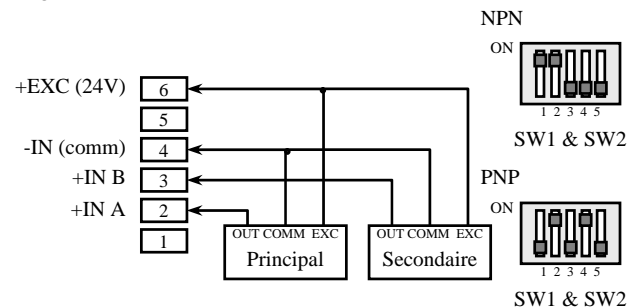 NPN
ON
1 2 3 4 5
SW1 & SW2
+EXC (24V) 6
5
-IN (comm) 4
+IN B 3
+IN A 2
1
OUT COMM EXC
Principal
OUT COMM EXC
Secondaire
PNP
ON
1 2 3 4 5
SW1 & SW2